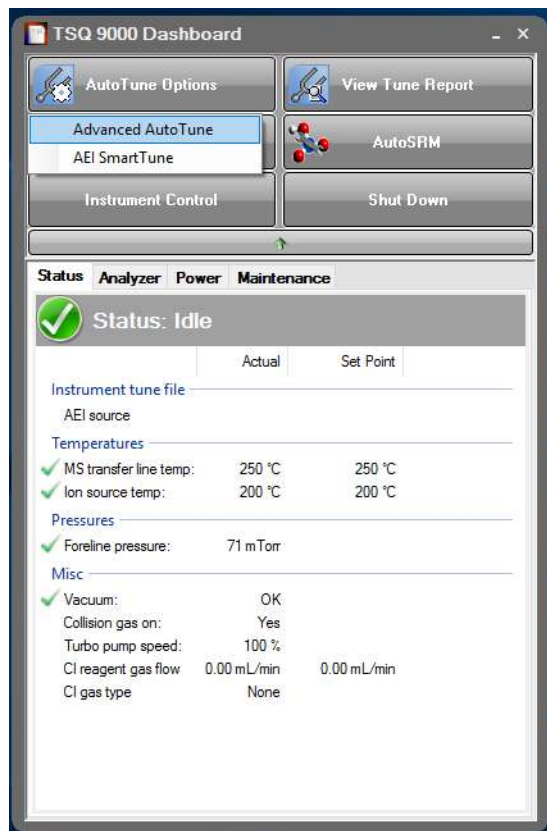 TSQ 9000 Dashboard
AutoTune Options
View Tune Report
Advanced AutoTune
AEI SmartTune
AutoSRM
Instrument Control
Shut Down
Status Analyzer Power Maintenance
Status: Idle
Actual Set Point
Instrument tune file
AEI source
Temperatures
MS transfer line temp: 250 °C 250 °C
Ion source temp: 200 °C 200 °C
Pressures
Foreline pressure: 71 mTorr
Misc
Vacuum: OK
Collision gas on: Yes
Turbo pump speed: 100 %
CI reagent gas flow 0.00 mL/min 0.00 mL/min
CI gas type None